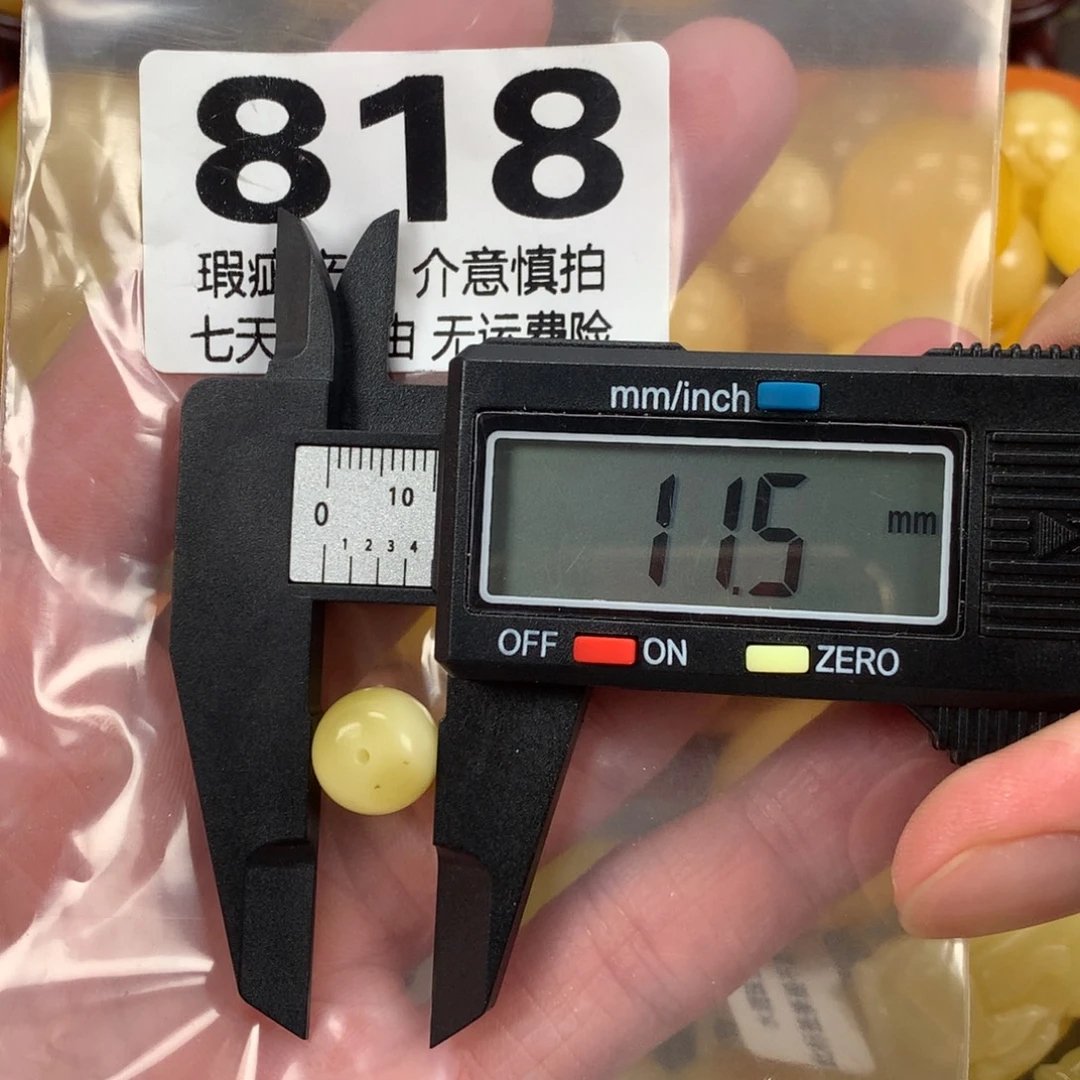 818
瑕疵 介意慎拍
七天 由 无运费险
mm/inch
11.5 mm
0 10
1 2 3 4
OFF ON ZERO